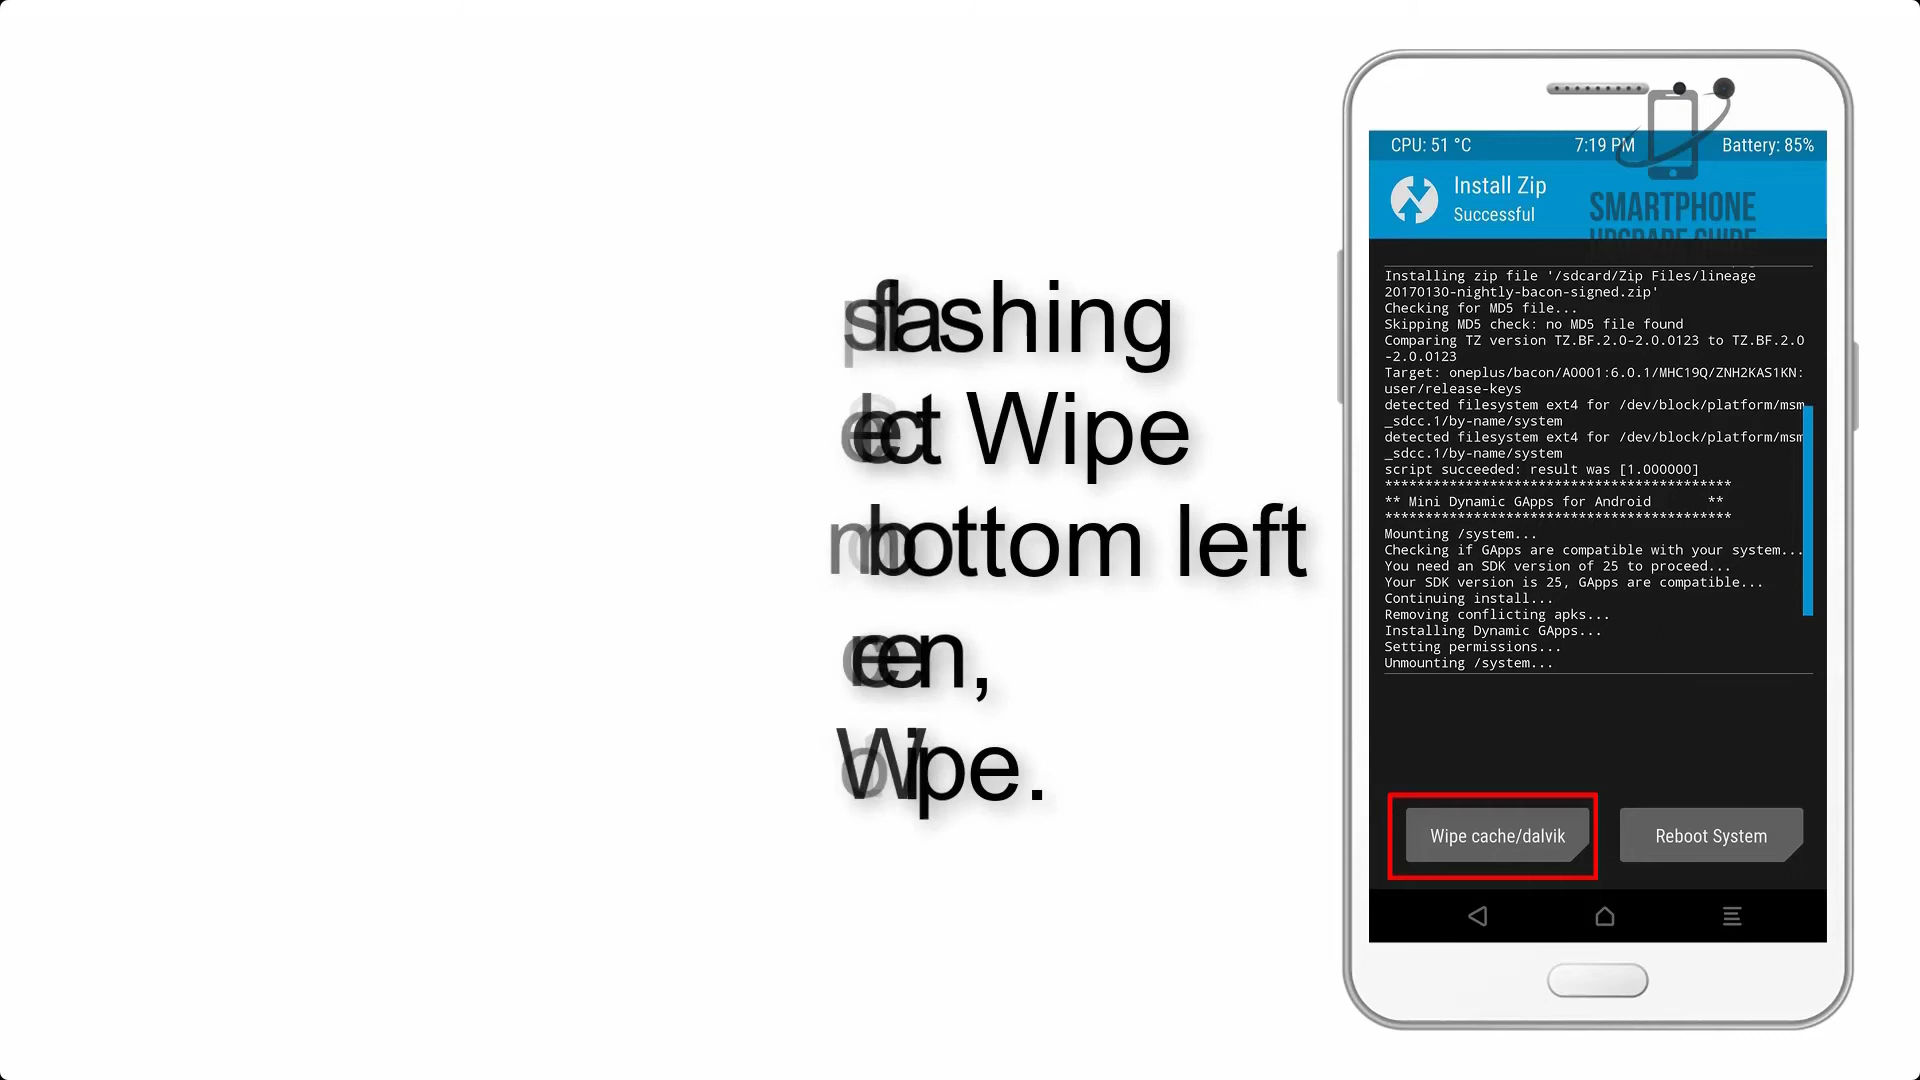 flashing
Wipe
bottom left
Wipe.
CPU: 51 °C 7:19 PM Battery: 85%
Install Zip
Successful
SMARTPHONE
UPGRADE GUIDE
Installing zip file '/sdcard/Zip Files/lineage
20170130-nightly-bacon-signed.zip'
Checking for MD5 file...
Skipping MD5 check: no MD5 file found
Comparing TZ version TZ.BF.2.0-2.0.0123 to TZ.BF.2.0
-2.0.0123
Target: oneplus/bacon/A0001:6.0.1/MHC19Q/ZNH2KAS1KN:
user/release-keys
detected filesystem ext4 for /dev/block/platform/msm
_sdcc.1/by-name/system
detected filesystem ext4 for /dev/block/platform/msm
_sdcc.1/by-name/system
script succeeded: result was [1.000000]
*******************************************
** Mini Dynamic GApps for Android **
*******************************************
Mounting /system...
Checking if GApps are compatible with your system...
You need an SDK version of 25 to proceed...
Your SDK version is 25, GApps are compatible...
Continuing install...
Removing conflicting apks...
Installing Dynamic GApps...
Setting permissions...
Unmounting /system...
Wipe cache/dalvik
Reboot System